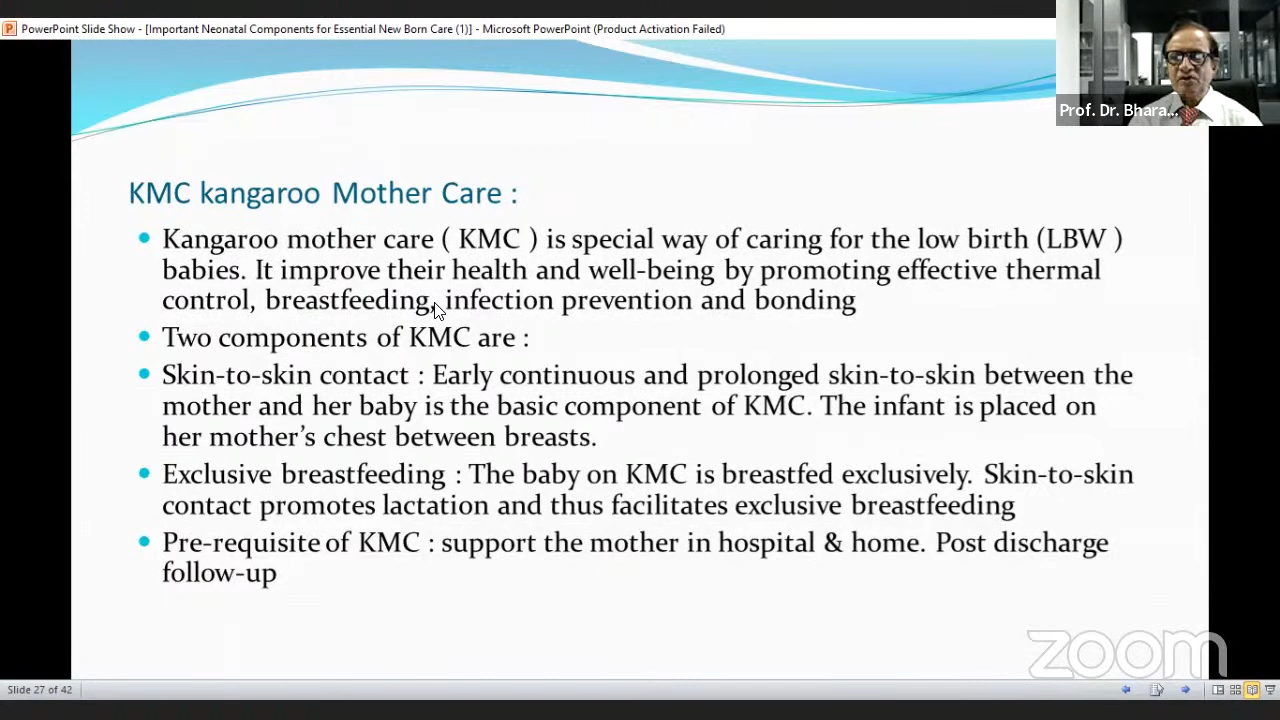 PowerPoint Slide Show - [Important Neonatal Components for Essential New Born Care (1)] - Microsoft PowerPoint (Product Activation Failed)
Prof. Dr. Bhara...
KMC kangaroo Mother Care :
Kangaroo mother care ( KMC ) is special way of caring for the low birth (LBW )
babies. It improve their health and well-being by promoting effective thermal
control, breastfeeding, infection prevention and bonding
Two components of KMC are :
Skin-to-skin contact : Early continuous and prolonged skin-to-skin between the
mother and her baby is the basic component of KMC. The infant is placed on
her mother’s chest between breasts.
Exclusive breastfeeding : The baby on KMC is breastfed exclusively. Skin-to-skin
contact promotes lactation and thus facilitates exclusive breastfeeding
Pre-requisite of KMC : support the mother in hospital & home. Post discharge
follow-up
zoom
Slide 27 of 42